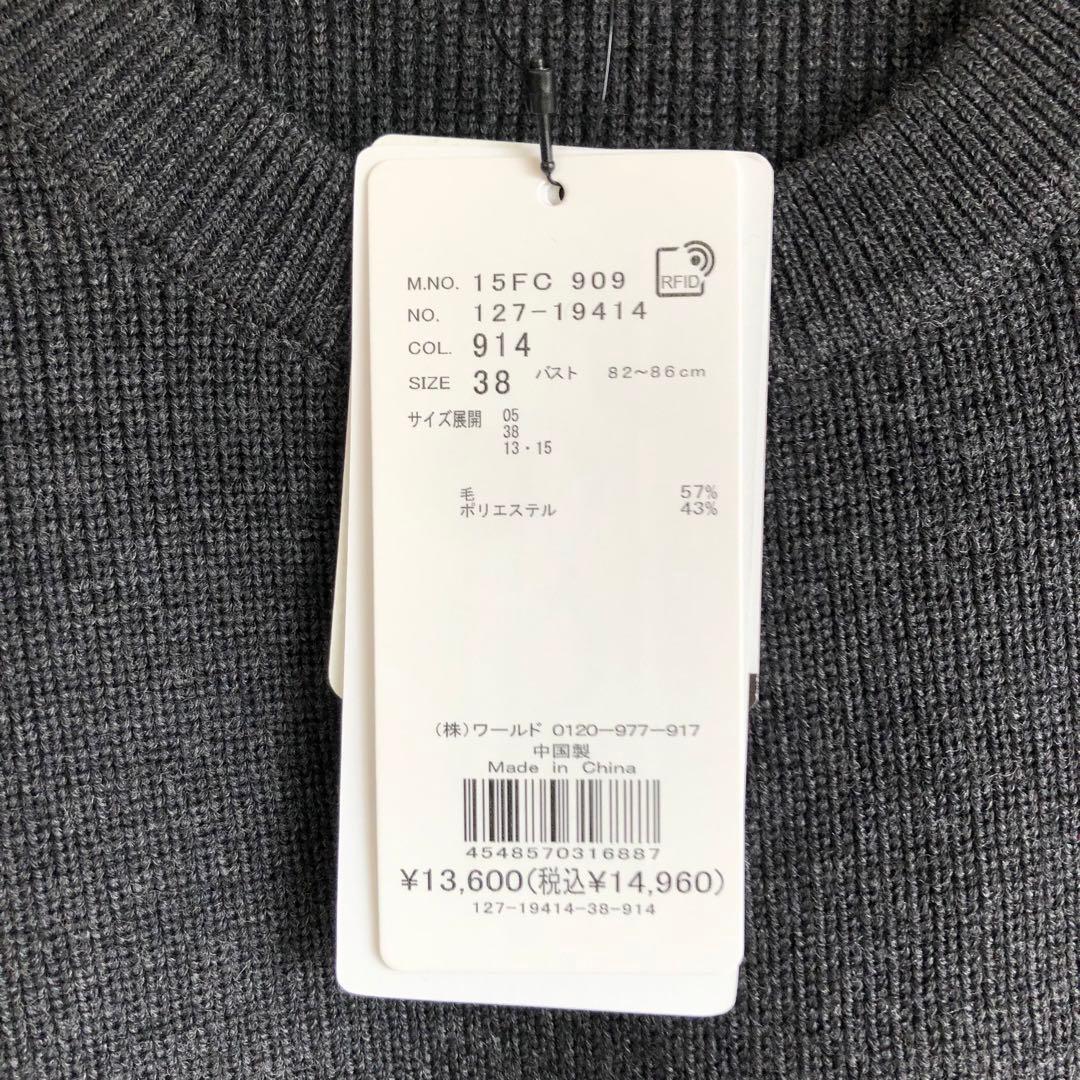 M.NO. 15FC 909
RFID
NO. 127-19414
COL. 914
SIZE 38 バスト 82～86cm
サイズ展開 05
38
13・15
毛 57%
ポリエステル 43%
(株)ワールド 0120-977-917
中国製
Made in China
4548570316887
¥13,600(税込¥14,960)
127-19414-38-914